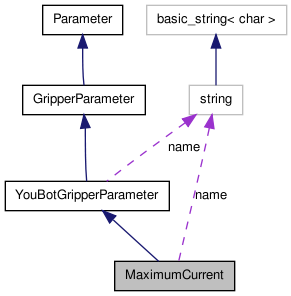 Parameter
basic_string< char >
GripperParameter
string
name
YouBotGripperParameter
name
MaximumCurrent